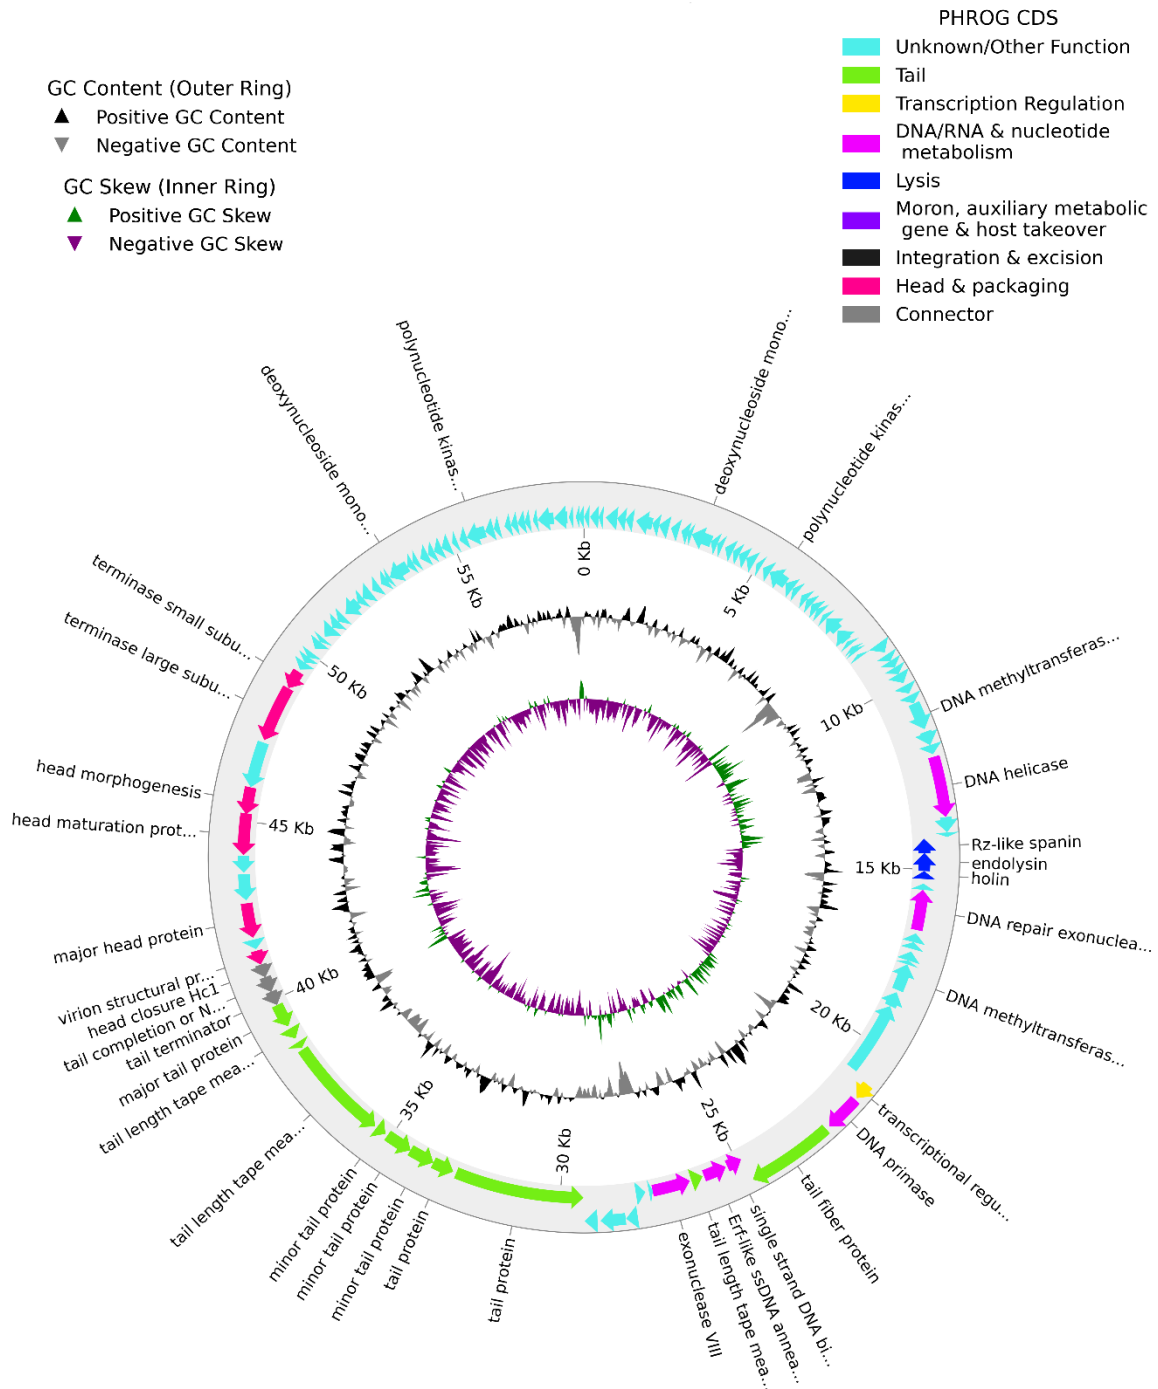 PHROG CDS
Unknown/Other Function
Tail
Transcription Regulation
DNA/RNA & nucleotide
metabolism
Lysis
Moron, auxiliary metabolic
gene & host takeover
Integration & excision
Head & packaging
Connector
GC Content (Outer Ring)
Positive GC Content
Negative GC Content
GC Skew (Inner Ring)
Positive GC Skew
Negative GC Skew
deoxynucleoside mono...
polynucleotide kinas...
DNA methyltransferas...
DNA helicase
Rz-like spanin
endolysin
holin
DNA repair exonuclea...
DNA methyltransferas...
transcriptional regu...
DNA primase
tail fiber protein
single strand DNA bi...
Erf-like ssDNA annea...
tail length tape mea...
exonuclease VIII
tail protein
tail protein
minor tail protein
minor tail protein
minor tail protein
tail length tape mea...
tail length tape mea...
major tail protein
tail terminator
tail completion or N...
head closure Hc1
virion structural pr...
major head protein
head maturation prot...
head morphogenesis
terminase large subu...
terminase small subu...
deoxynucleoside mono...
polynucleotide kinas...
0 Kb
5 Kb
10 Kb
15 Kb
20 Kb
25 Kb
30 Kb
35 Kb
40 Kb
45 Kb
50 Kb
55 Kb